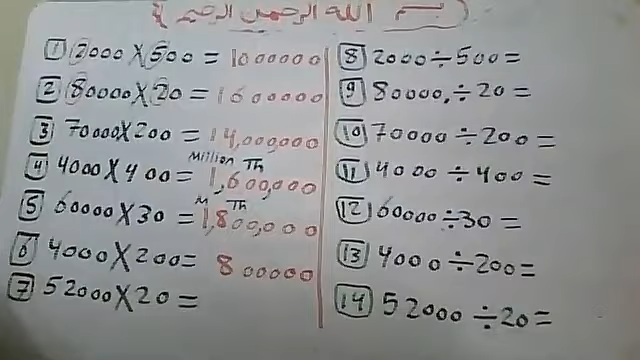 بسم الله الرحمن الرحيم
1 2000 X 500 = 1000000
2 80000 X 20 = 1600000
3 70000 X 200 = 14,000,000
Million Th
4 4000 X 400 = 1,600,000
M Th
5 60000 X 30 = 1,800,000
6 4000 X 200 = 800000
7 52000 X 20 =
8 2000 ÷ 500 =
9 80000 ÷ 20 =
10 70000 ÷ 200 =
11 4000 ÷ 400 =
12 60000 ÷ 30 =
13 4000 ÷ 200 =
14 52000 ÷ 20 =